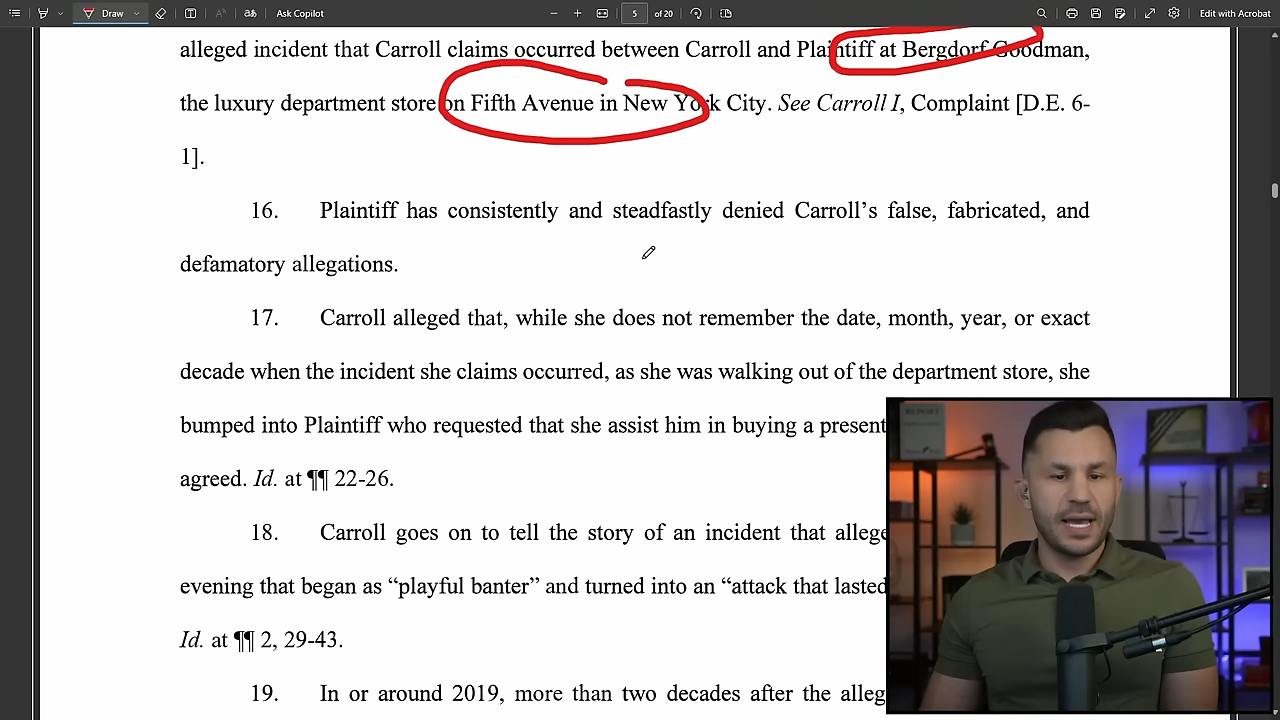 Draw
Ask Copilot
5 of 20
Edit with Acrobat
alleged incident that Carroll claims occurred between Carroll and Plaintiff at Bergdorf Goodman,
the luxury department store on Fifth Avenue in New York City. See Carroll I, Complaint [D.E. 6-
1].
16. Plaintiff has consistently and steadfastly denied Carroll’s false, fabricated, and
defamatory allegations.
17. Carroll alleged that, while she does not remember the date, month, year, or exact
decade when the incident she claims occurred, as she was walking out of the department store, she
bumped into Plaintiff who requested that she assist him in buying a present
agreed. Id. at ¶¶ 22-26.
18. Carroll goes on to tell the story of an incident that allege
evening that began as “playful banter” and turned into an “attack that lasted
Id. at ¶¶ 2, 29-43.
19. In or around 2019, more than two decades after the alleg